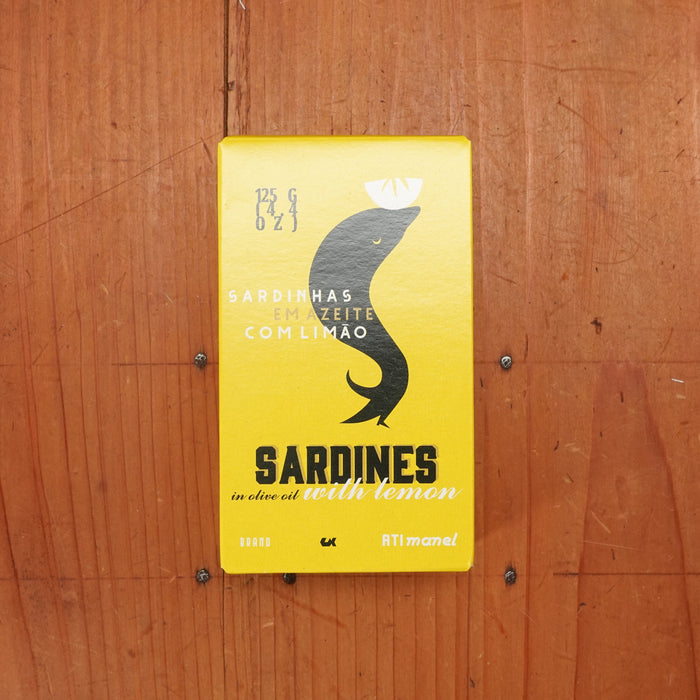 125 G
(4,4
OZ)
SARDINHAS
EM AZEITE
COM LIMÃO
SARDINES
in olive oil with lemon
BRAND ATI manel